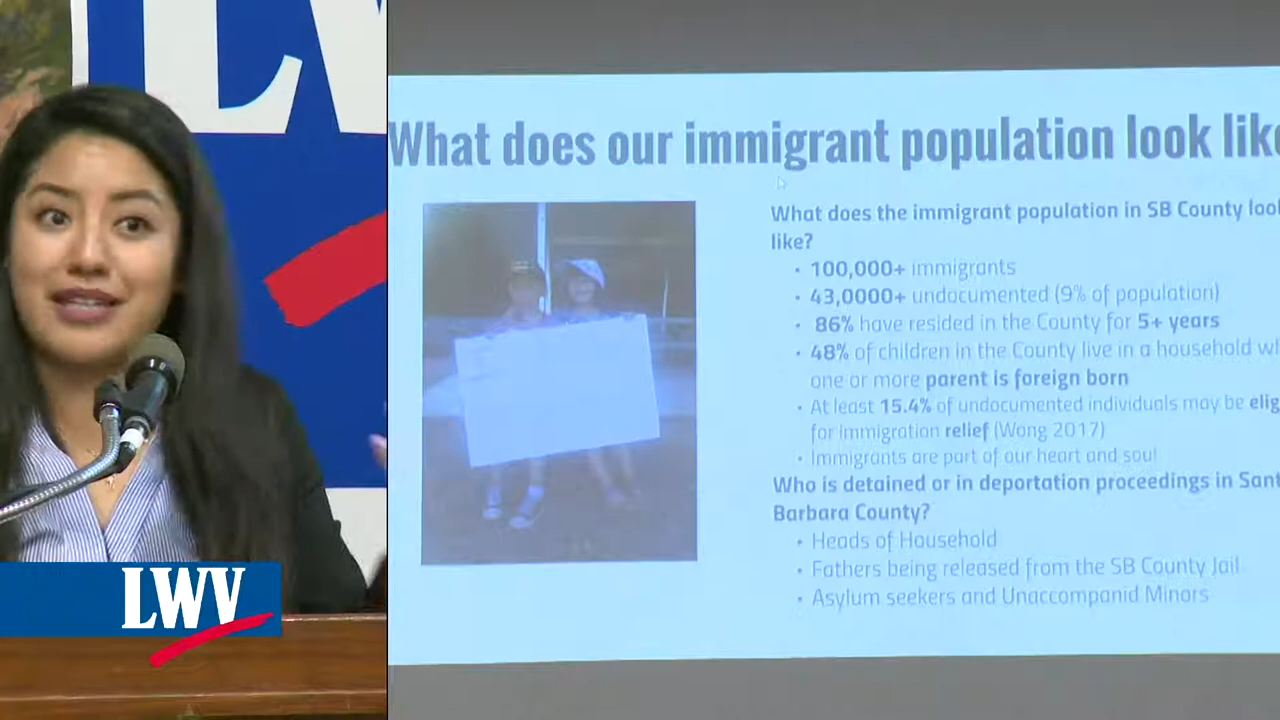 LWV
LWV
What does our immigrant population look like
What does the immigrant population in SB County look
like?
• 100,000+ immigrants
• 43,0000+ undocumented (9% of population)
• 86% have resided in the County for 5+ years
• 48% of children in the County live in a household wh
one or more parent is foreign born
• At least 15.4% of undocumented individuals may be elig
for immigration relief (Wong 2017)
• Immigrants are part of our heart and soul
Who is detained or in deportation proceedings in Sant
Barbara County?
• Heads of Household
• Fathers being released from the SB County Jail
• Asylum seekers and Unaccompanid Minors